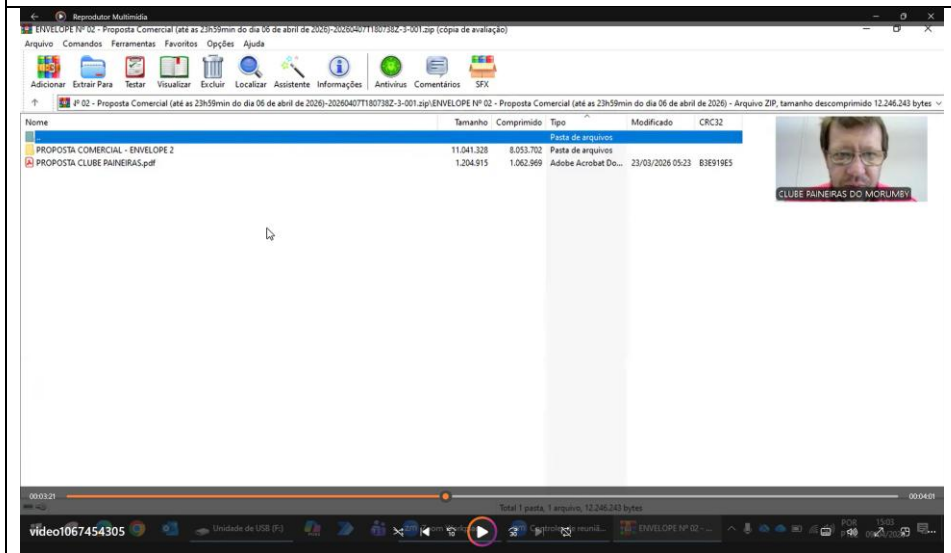 Reprodutor Multimídia
ENVELOPE Nº 02 - Proposta Comercial (até as 23h59min do dia 06 de abril de 2026)-20260407T180738Z-3-001.zip (cópia de avaliação)
Arquivo Comandos Ferramentas Favoritos Opções Ajuda
Adicionar Extrair Para Testar Visualizar Excluir Localizar Assistente Informações Antivírus Comentários SFX
º 02 - Proposta Comercial (até as 23h59min do dia 06 de abril de 2026)-20260407T180738Z-3-001.zip\ENVELOPE Nº 02 - Proposta Comercial (até as 23h59min do dia 06 de abril de 2026) - Arquivo ZIP, tamanho descomprimido 12.246.243 bytes
Nome Tamanho Comprimido Tipo Modificado CRC32
.. Pasta de arquivos
PROPOSTA COMERCIAL - ENVELOPE 2 11.041.328 8.053.702 Pasta de arquivos
PROPOSTA CLUBE PAINEIRAS.pdf 1.204.915 1.062.969 Adobe Acrobat Do... 23/03/2026 05:23 B3E919E5
CLUBE PAINEIRAS DO MORUMBY
00:03:21 00:04:01
Total 1 pasta, 1 arquivo, 12.246.243 bytes
video1067454305
Unidade de USB (F:)
ENVELOPE Nº 02 - ...
POR 15:03